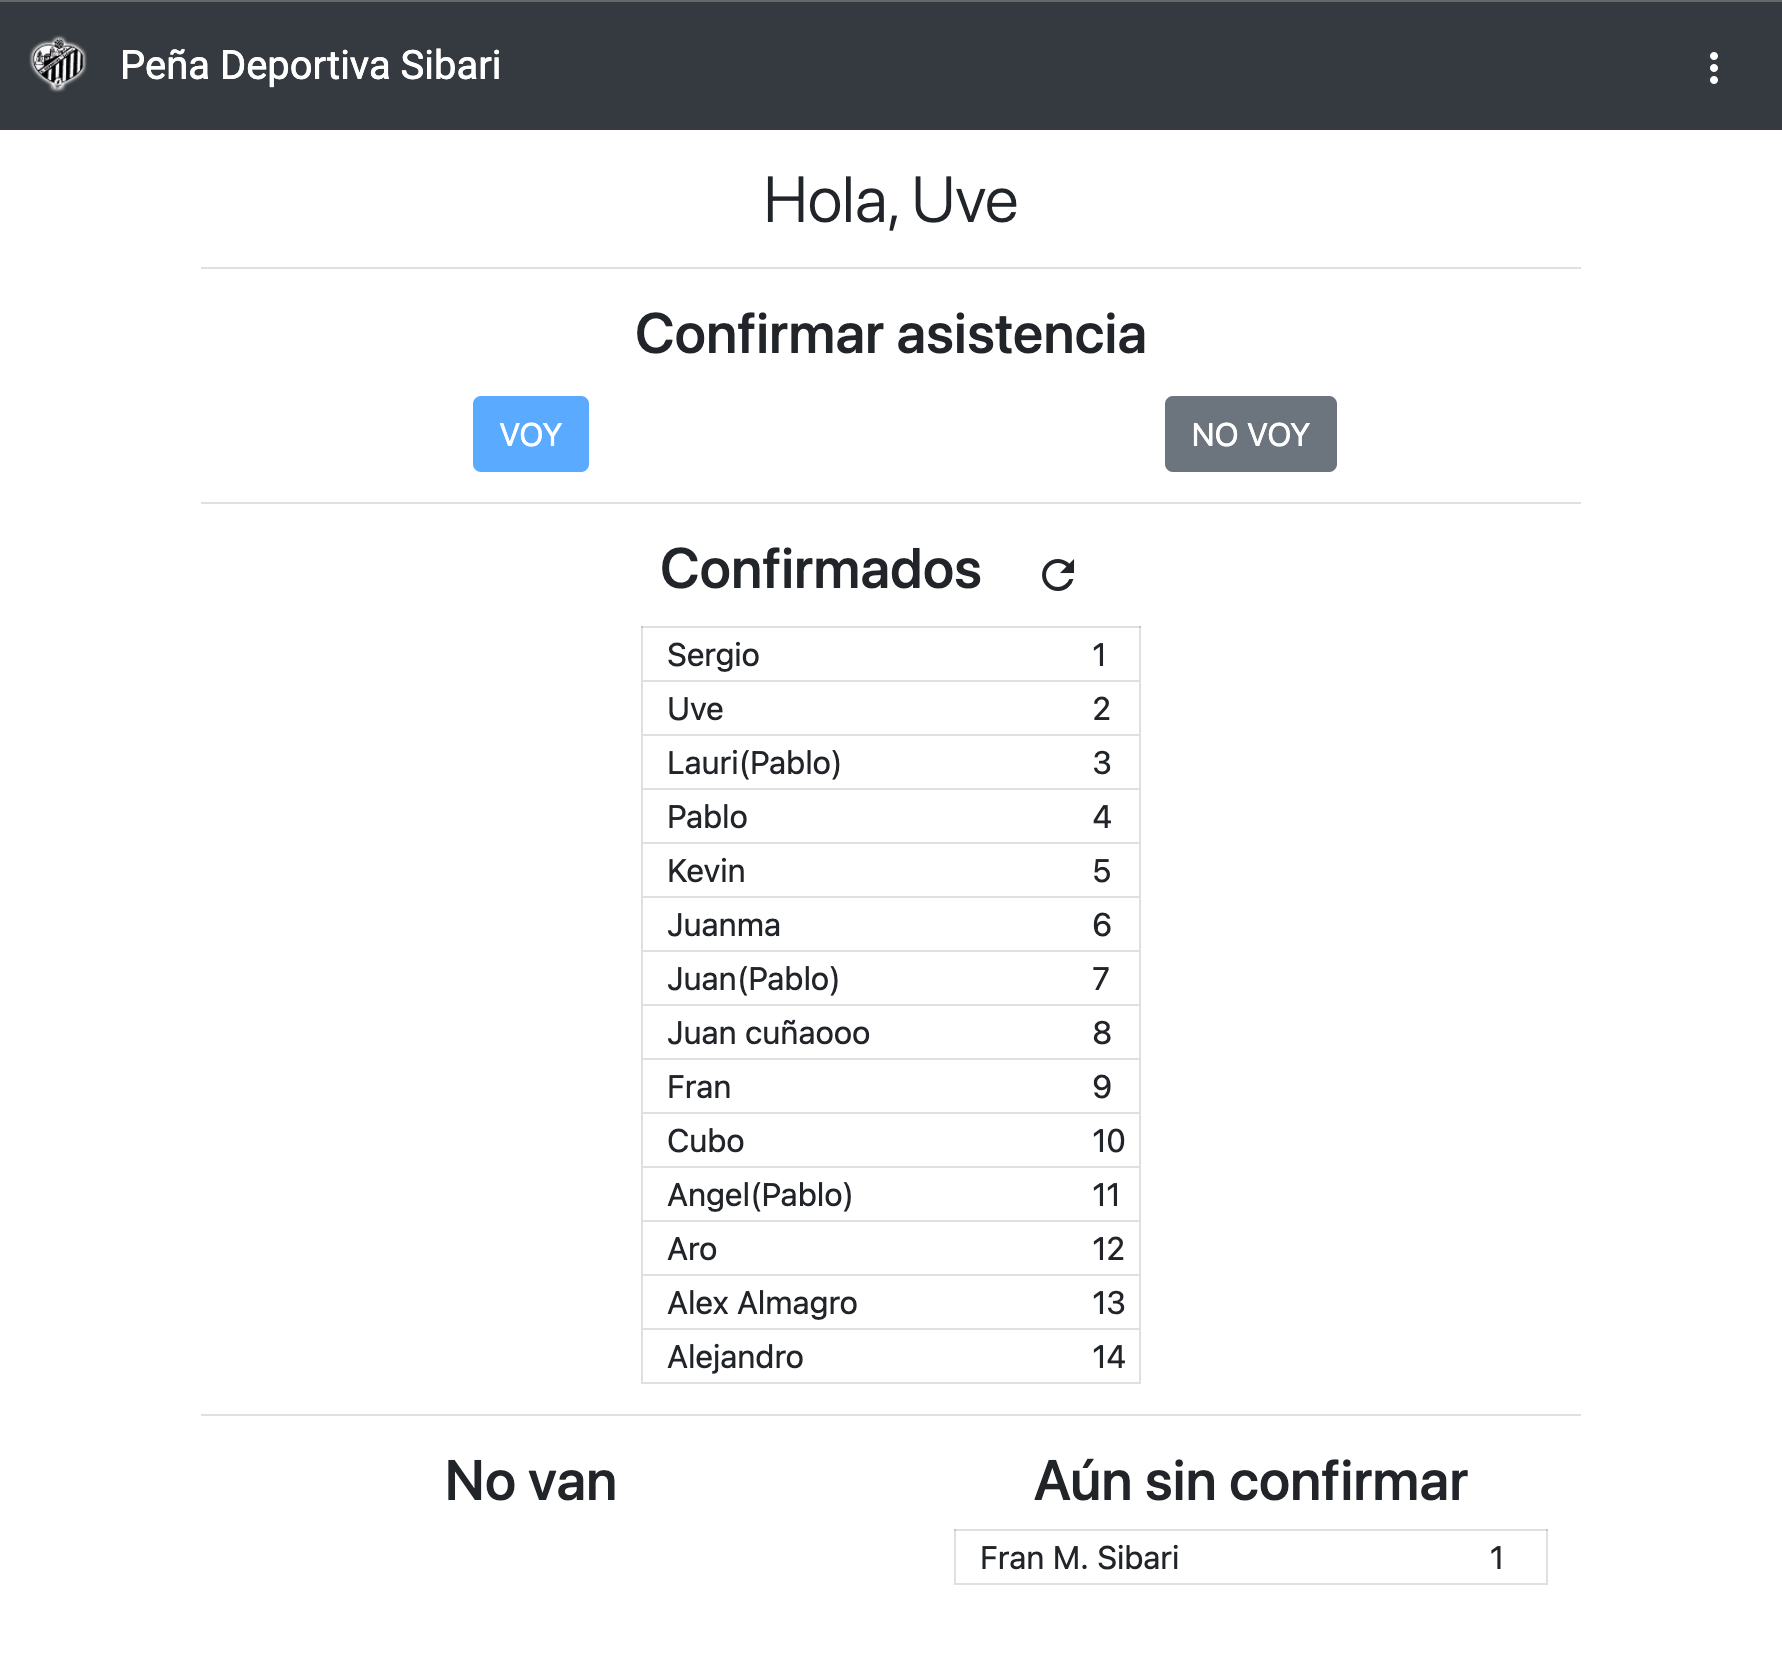 Peña Deportiva Sibari
Hola, Uve
Confirmar asistencia
VOY
NO VOY
Confirmados
Sergio 1
Uve 2
Lauri(Pablo) 3
Pablo 4
Kevin 5
Juanma 6
Juan(Pablo) 7
Juan cuñaooo 8
Fran 9
Cubo 10
Angel(Pablo) 11
Aro 12
Alex Almagro 13
Alejandro 14
No van
Aún sin confirmar
Fran M. Sibari 1